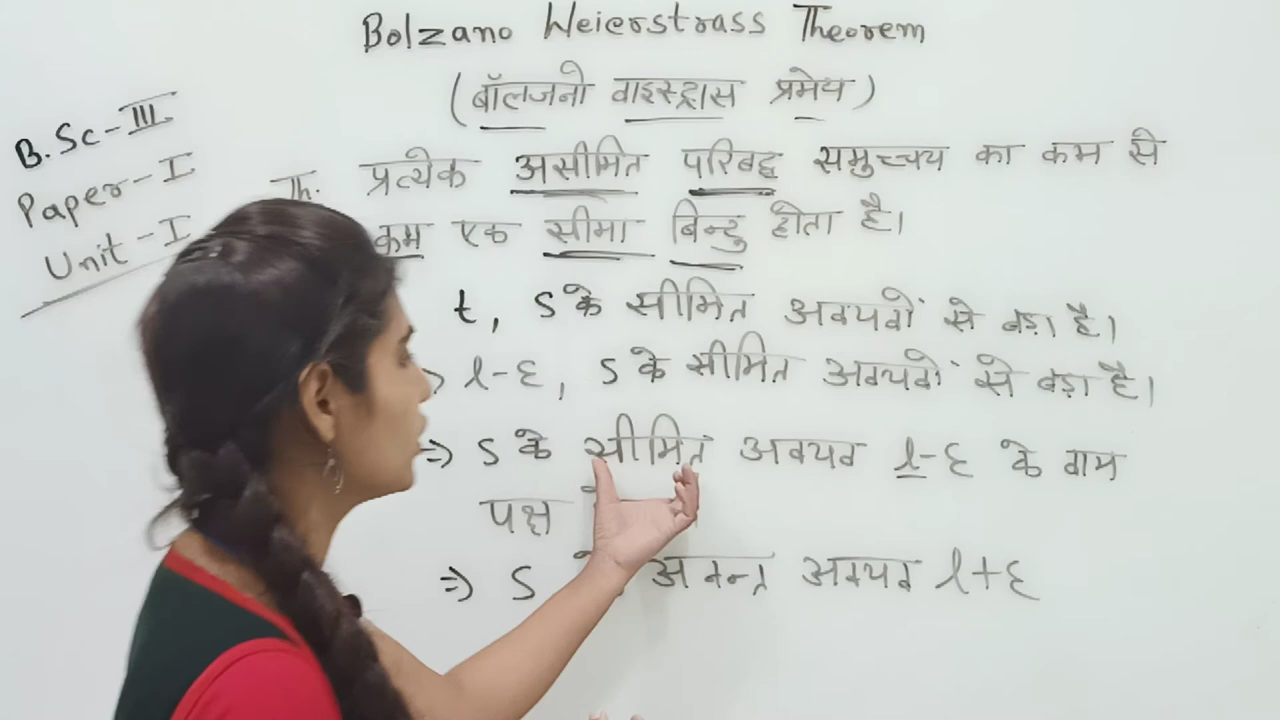 Bolzano Weierstrass Theorem
(बॉलजनो वाइस्ट्रास प्रमेय)
B.Sc-III
Paper-I
Unit-I
Th. प्रत्येक असीमित परिबद्ध समुच्चय का कम से
कम एक सीमा बिन्दु होता है।
t, S के सीमित अवयवों से बड़ा है।
l-ε, S के सीमित अवयवों से बड़ा है।
=> S के सीमित अवयव l-ε के वाम
पक्ष
=> S अनन्त अवयव l+ε